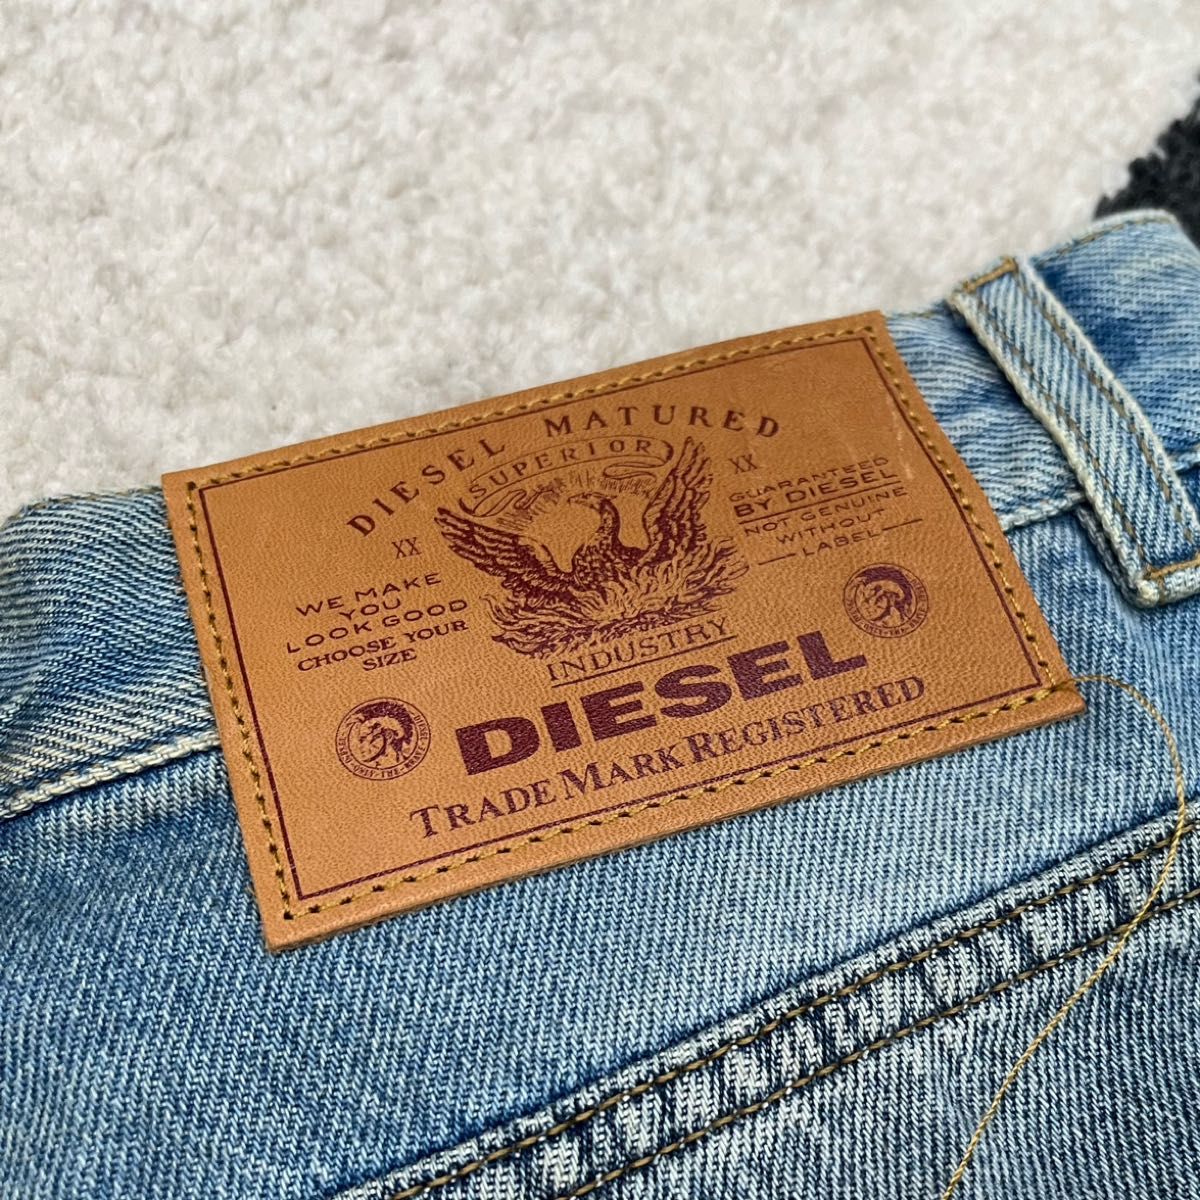 DIESEL MATURED
SUPERIOR
XX
XX
WE MAKE
YOU
LOOK GOOD
CHOOSE YOUR
SIZE
GUARANTEED
BY DIESEL
NOT GENUINE
WITHOUT
LABEL
INDUSTRY
DIESEL
TRADE MARK REGISTERED